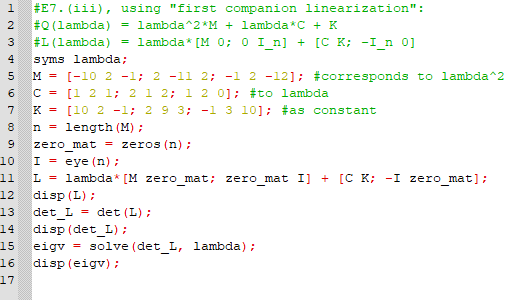 1 #E7.(iii), using "first companion linearization":
2 #Q(lambda) = lambda^2*M + lambda*C + K
3 #L(lambda) = lambda*[M 0; 0 I_n] + [C K; -I_n 0]
4 syms lambda;
5 M = [-10 2 -1; 2 -11 2; -1 2 -12]; #corresponds to lambda^2
6 C = [1 2 1; 2 1 2; 1 2 0]; #to lambda
7 K = [10 2 -1; 2 9 3; -1 3 10]; #as constant
8 n = length(M);
9 zero_mat = zeros(n);
10 I = eye(n);
11 L = lambda*[M zero_mat; zero_mat I] + [C K; -I zero_mat];
12 disp(L);
13 det_L = det(L);
14 disp(det_L);
15 eigv = solve(det_L, lambda);
16 disp(eigv);
17